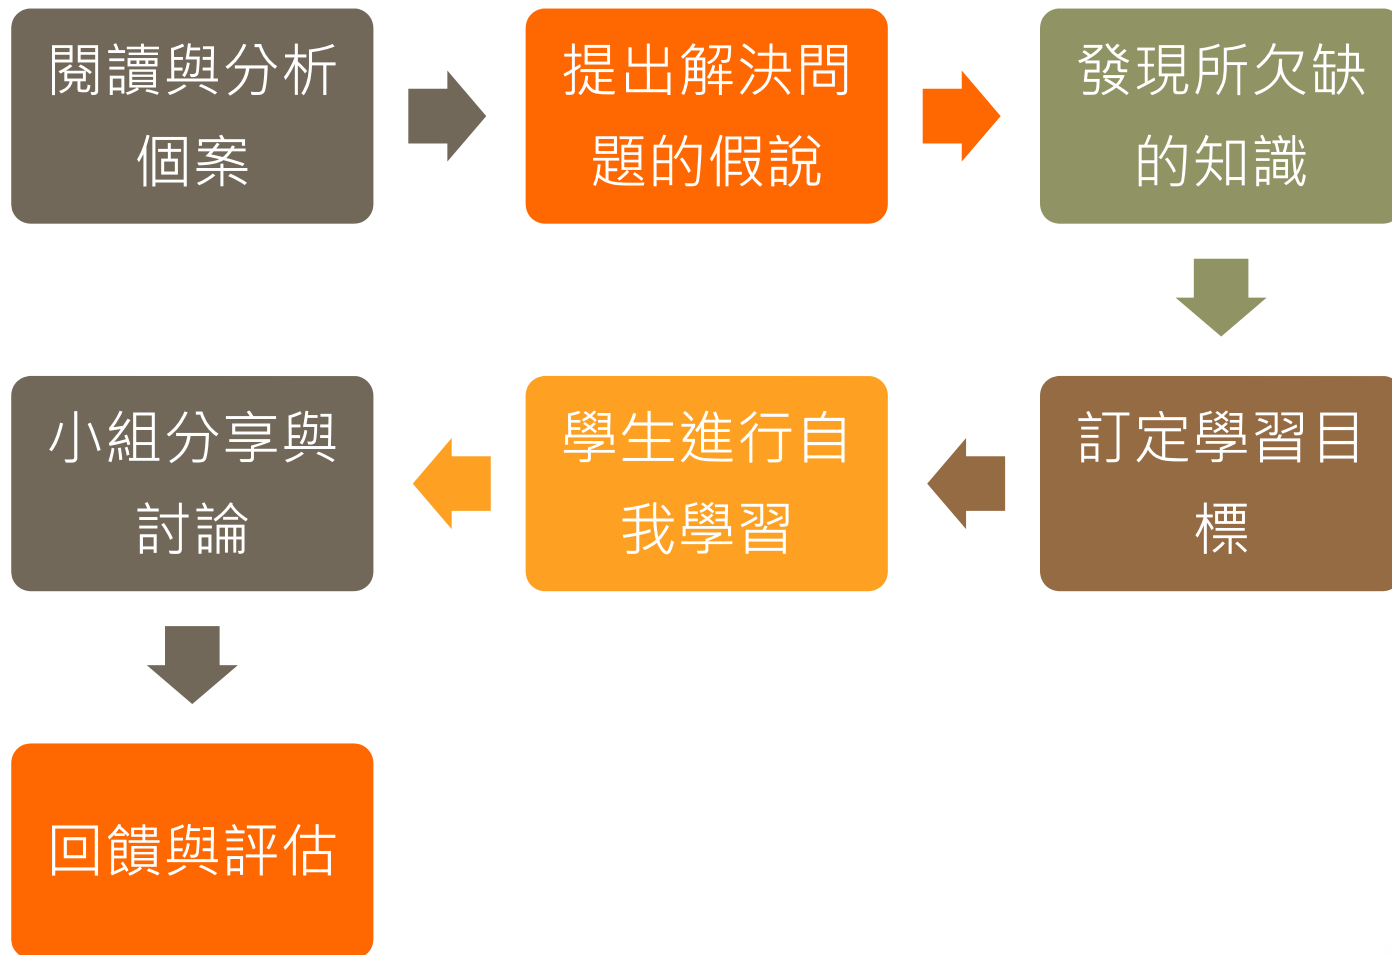 閱讀與分析
個案
提出解決問
題的假說
發現所欠缺
的知識
訂定學習目
標
學生進行自
我學習
小組分享與
討論
回饋與評估